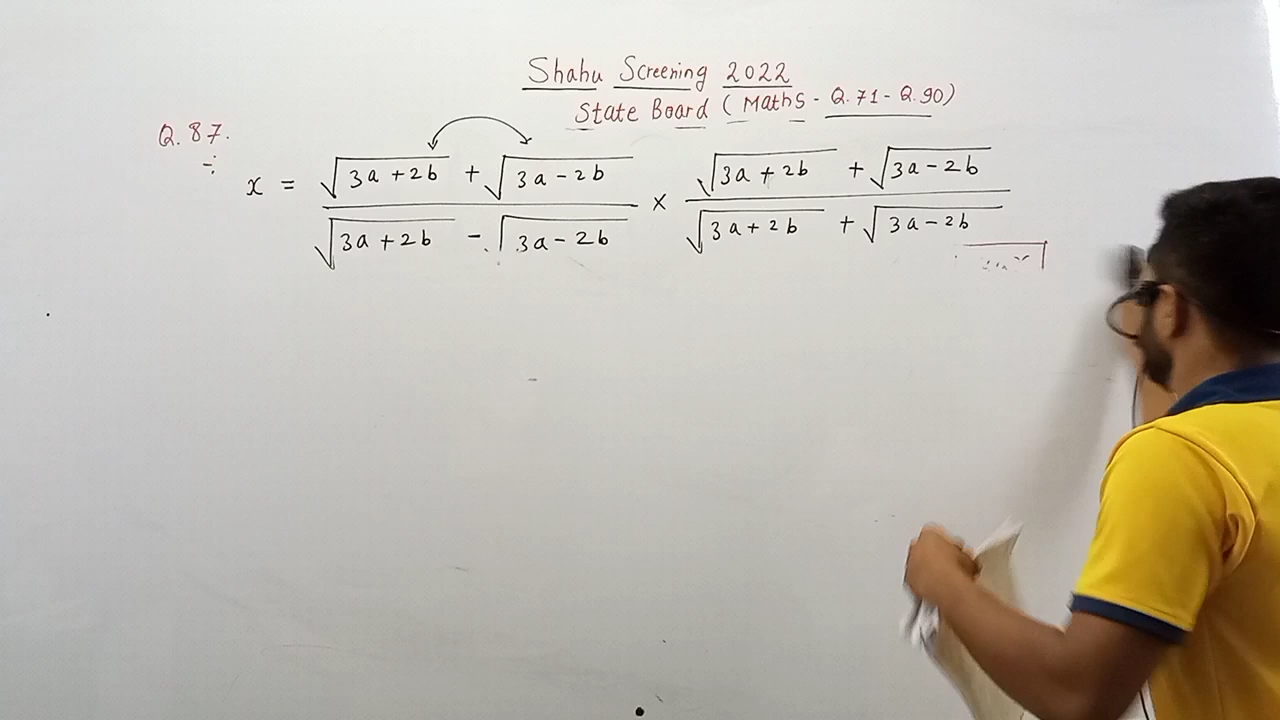 Shahu Screening 2022
State Board (Maths - Q.71 - Q.90)
Q. 87.
x = √(3a + 2b) + √(3a - 2b) / √(3a + 2b) - √(3a - 2b) × √(3a + 2b) + √(3a - 2b) / √(3a + 2b) + √(3a - 2b)